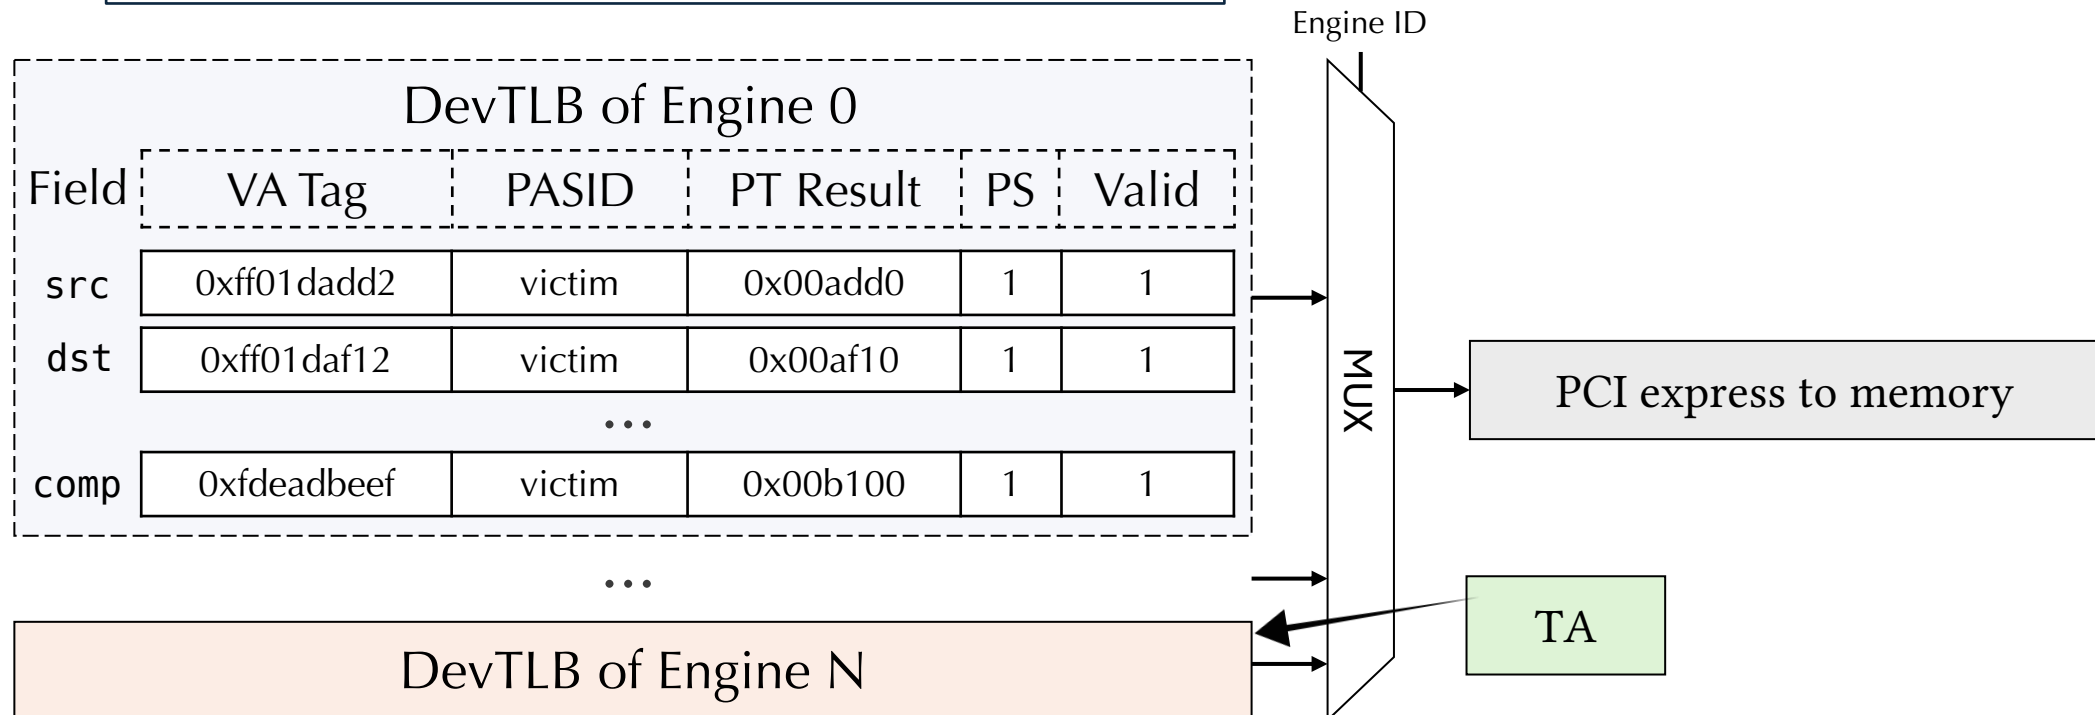 Engine ID
DevTLB of Engine 0
Field VA Tag PASID PT Result PS Valid
src 0xff01dadd2 victim 0x00add0 1 1
dst 0xff01daf12 victim 0x00af10 1 1
...
comp 0xfdeadbeef victim 0x00b100 1 1
MUX
PCI express to memory
...
TA
DevTLB of Engine N